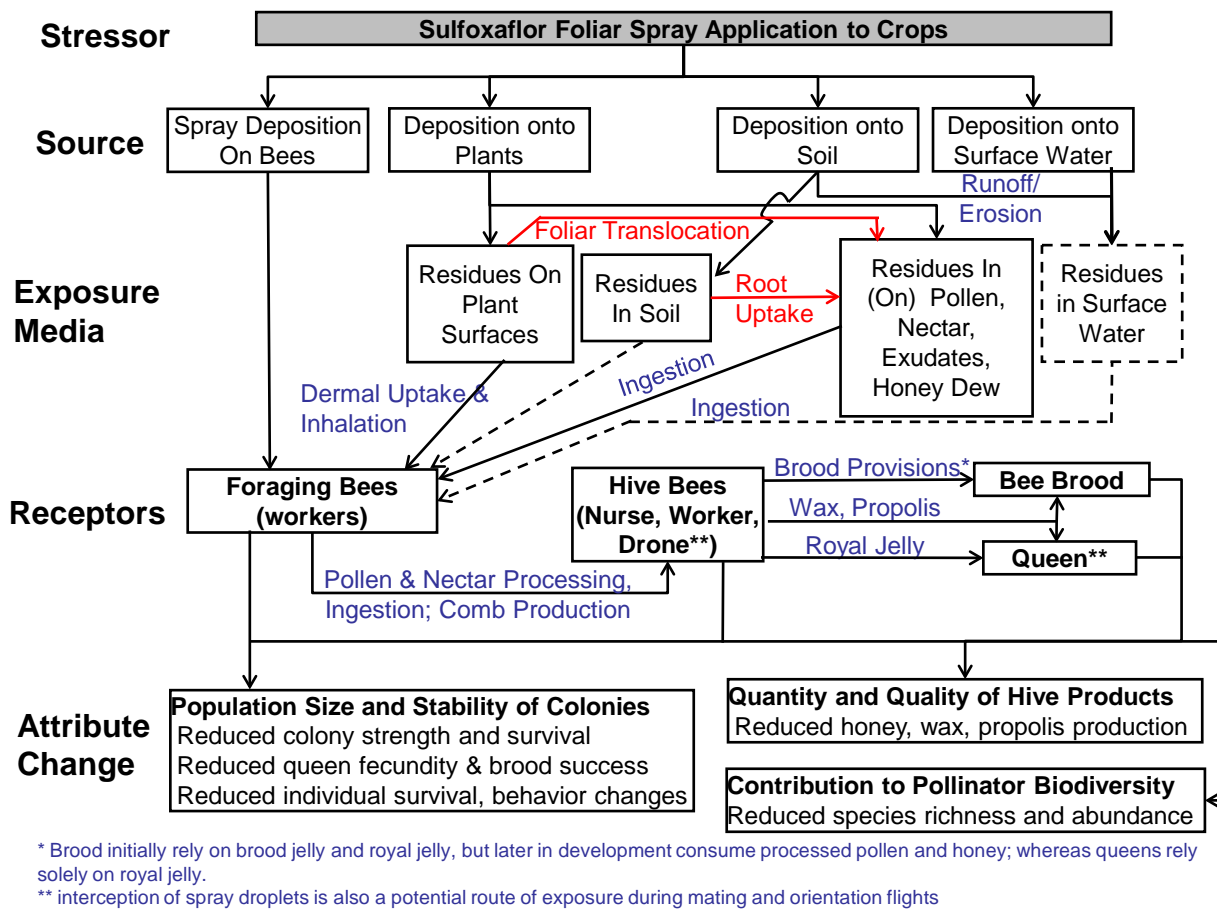 Stressor
Sulfoxaflor Foliar Spray Application to Crops
Source
Spray Deposition
On Bees
Deposition onto
Plants
Deposition onto
Soil
Deposition onto
Surface Water
Runoff/
Erosion
Foliar Translocation
Exposure
Media
Residues On
Plant
Surfaces
Residues
In Soil
Root
Uptake
Residues In
(On) Pollen,
Nectar,
Exudates,
Honey Dew
Residues
in Surface
Water
Dermal Uptake &
Inhalation
Ingestion
Ingestion
Receptors
Foraging Bees
(workers)
Hive Bees
(Nurse, Worker,
Drone**)
Brood Provisions*
Bee Brood
Wax, Propolis
Royal Jelly
Queen**
Pollen & Nectar Processing,
Ingestion; Comb Production
Attribute
Change
Population Size and Stability of Colonies
Reduced colony strength and survival
Reduced queen fecundity & brood success
Reduced individual survival, behavior changes
Quantity and Quality of Hive Products
Reduced honey, wax, propolis production
Contribution to Pollinator Biodiversity
Reduced species richness and abundance
* Brood initially rely on brood jelly and royal jelly, but later in development consume processed pollen and honey; whereas queens rely
solely on royal jelly.
** interception of spray droplets is also a potential route of exposure during mating and orientation flights